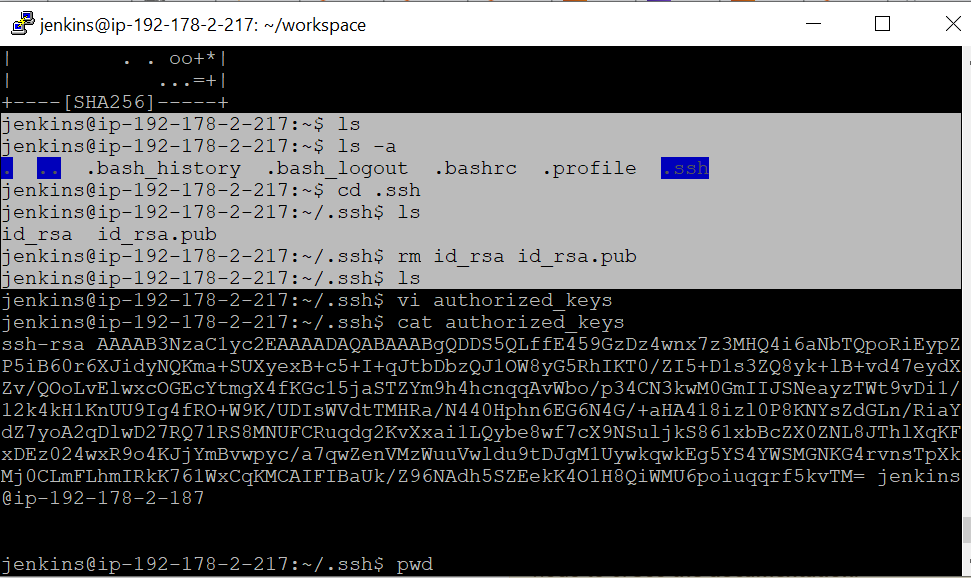 jenkins@ip-192-178-2-217: ~/workspace
|         . . oo+*|
|            ...=+|
+----[SHA256]-----+
jenkins@ip-192-178-2-217:~$ ls
jenkins@ip-192-178-2-217:~$ ls -a
.  ..  .bash_history  .bash_logout  .bashrc  .profile  .ssh
jenkins@ip-192-178-2-217:~$ cd .ssh
jenkins@ip-192-178-2-217:~/.ssh$ ls
id_rsa  id_rsa.pub
jenkins@ip-192-178-2-217:~/.ssh$ rm id_rsa id_rsa.pub
jenkins@ip-192-178-2-217:~/.ssh$ ls
jenkins@ip-192-178-2-217:~/.ssh$ vi authorized_keys
jenkins@ip-192-178-2-217:~/.ssh$ cat authorized_keys
ssh-rsa AAAAB3NzaC1yc2EAAAADAQABAAABgQDDS5QLffE459GzDz4wnx7z3MHQ4i6aNbTQpoRiEypZ
P5iB60r6XJidyNQKma+SUXyexB+c5+I+qJtbDbzQJ1OW8yG5RhIKT0/ZI5+D1s3ZQ8yk+lB+vd47eydX
Zv/QOoLvElwxcOGEcYtmgX4fKGc15jaSTZYm9h4hcnqqAvWbo/p34CN3kwM0GmIIJSNeayzTWt9vDi1/
12k4kH1KnUU9Ig4fRO+W9K/UDIsWVdtTMHRa/N440Hphn6EG6N4G/+aHA418izl0P8KNYsZdGLn/RiaY
dZ7yoA2qDlwD27RQ71RS8MNUFCRuqdg2KvXxai1LQybe8wf7cX9NSuljkS861xbBcZX0ZNL8JThlXqKF
xDEz024wxR9o4KJjYmBvwpyc/a7qwZenVMzWuuVwldu9tDJgM1UywkqwkEg5YS4YWSMGNKG4rvnsTpXk
Mj0CLmFLhmIRkK761WxCqKMCAIFIBaUk/Z96NAdh5SZEekK4OlH8QiWMU6poiuqqrf5kvTM= jenkins
@ip-192-178-2-187
jenkins@ip-192-178-2-217:~/.ssh$ pwd